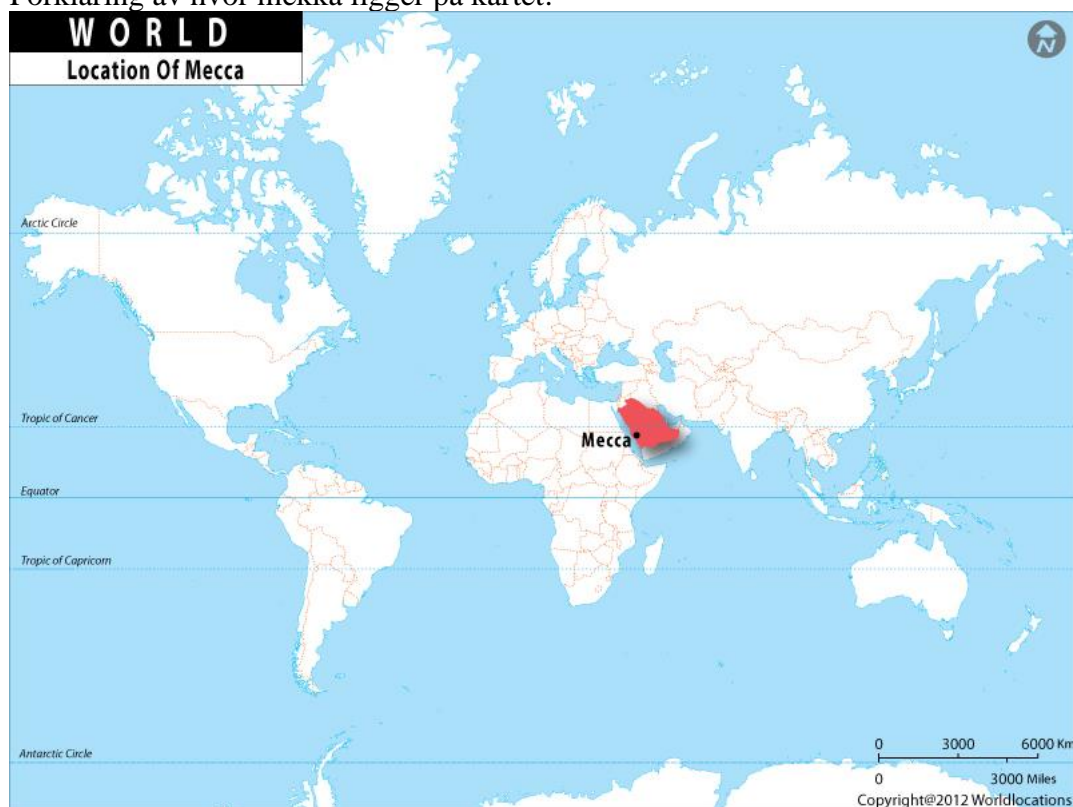 Forklaring av hvor mekka ligger på kartet.
WORLD
Location Of Mecca
N
Arctic Circle
Tropic of Cancer
Mecca
Equator
Tropic of Capricorn
Antarctic Circle
0 3000 6000 Km
0 3000 Miles
Copyright@2012 Worldlocations